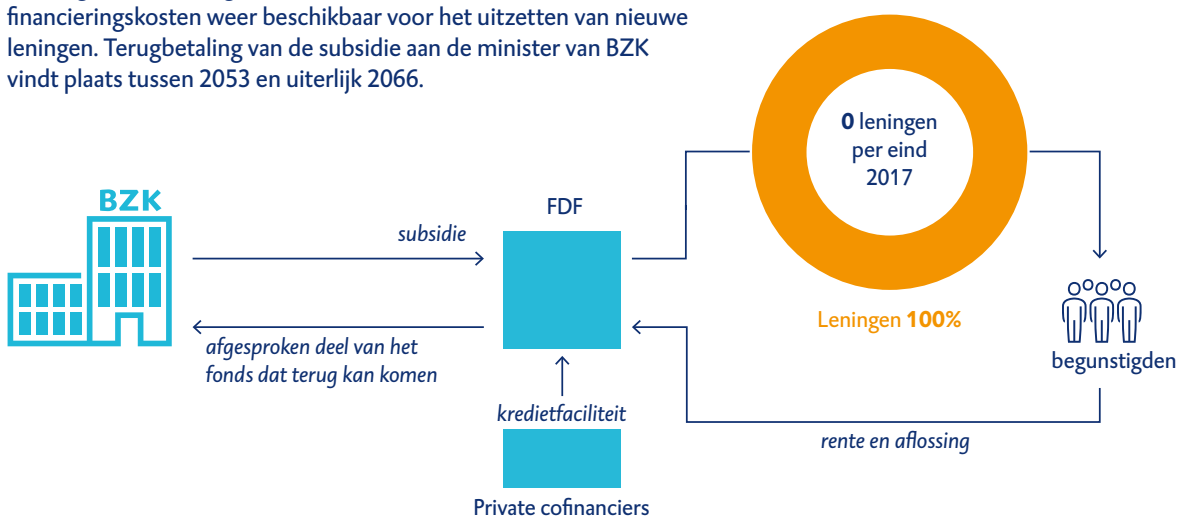 financieringskosten weer beschikbaar voor het uitzetten van nieuwe
leningen. Terugbetaling van de subsidie aan de minister van BZK
vindt plaats tussen 2053 en uiterlijk 2066.
0 leningen
per eind
2017
BZK
FDF
subsidie
Leningen 100%
afgesproken deel van het
fonds dat terug kan komen
begunstigden
kredietfaciliteit
rente en aflossing
Private cofinanciers